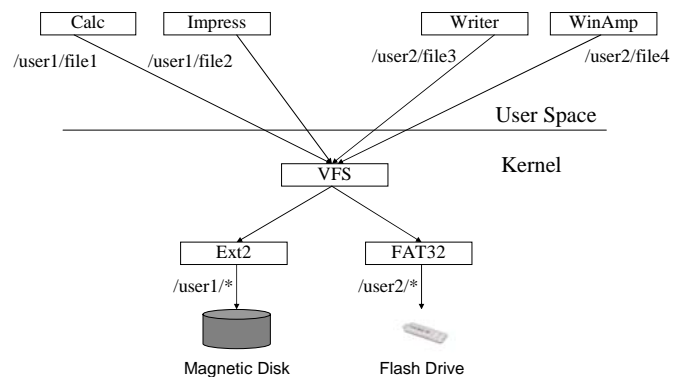 Calc
Impress
Writer
WinAmp
/user1/file1
/user1/file2
/user2/file3
/user2/file4
User Space
Kernel
VFS
Ext2
FAT32
/user1/*
/user2/*
Magnetic Disk
Flash Drive